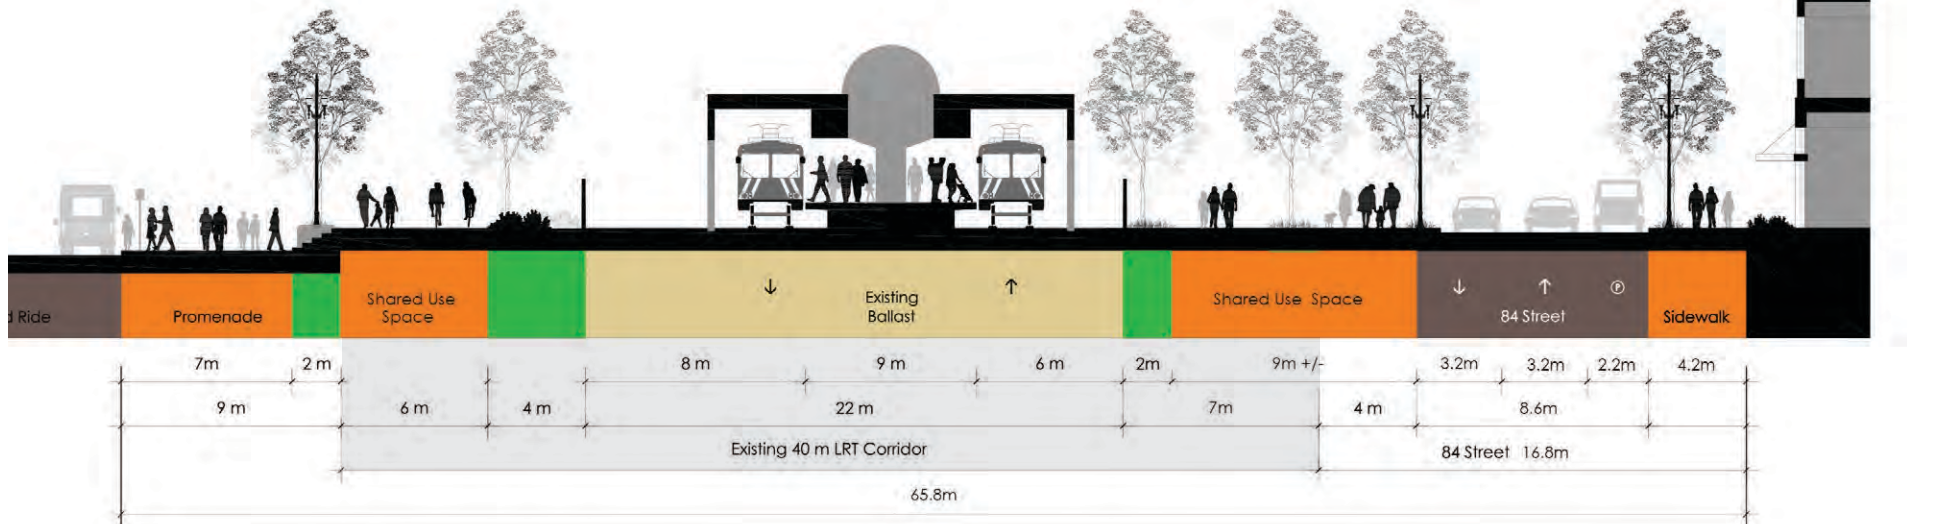 d Ride
Promenade
Shared Use
Space
Existing
Ballast
Shared Use Space
P
84 Street
Sidewalk
7m
2 m
8 m
9 m
6 m
2m
9m +/-
3.2m
3.2m
2.2m
4.2m
9 m
6 m
4 m
22 m
7m
4 m
8.6m
Existing 40 m LRT Corridor
84 Street 16.8m
65.8m